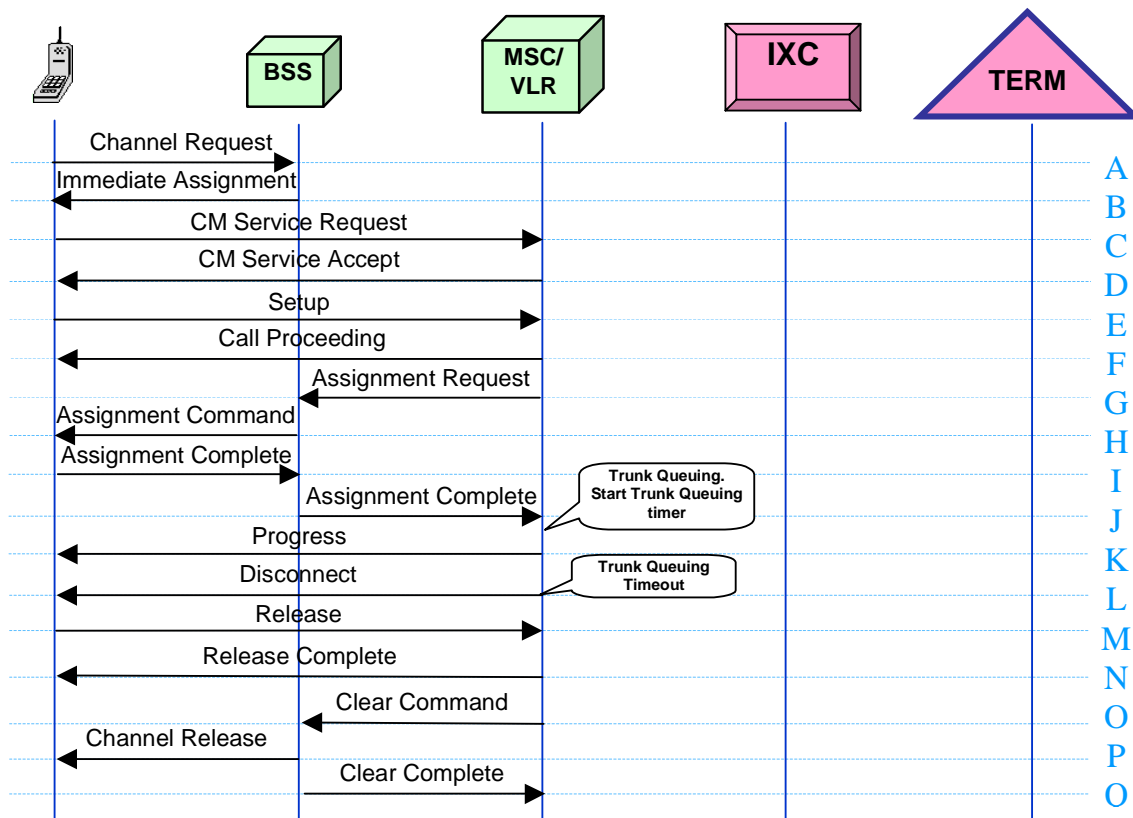 BSS
MSC/
VLR
IXC
TERM
Channel Request
A
Immediate Assignment
B
CM Service Request
C
CM Service Accept
D
Setup
E
Call Proceeding
F
Assignment Request
G
Assignment Command
H
Assignment Complete
I
Trunk Queuing.
Start Trunk Queuing
timer
Assignment Complete
J
Progress
K
Trunk Queuing
Timeout
Disconnect
L
Release
M
Release Complete
N
Clear Command
O
Channel Release
P
Clear Complete
O